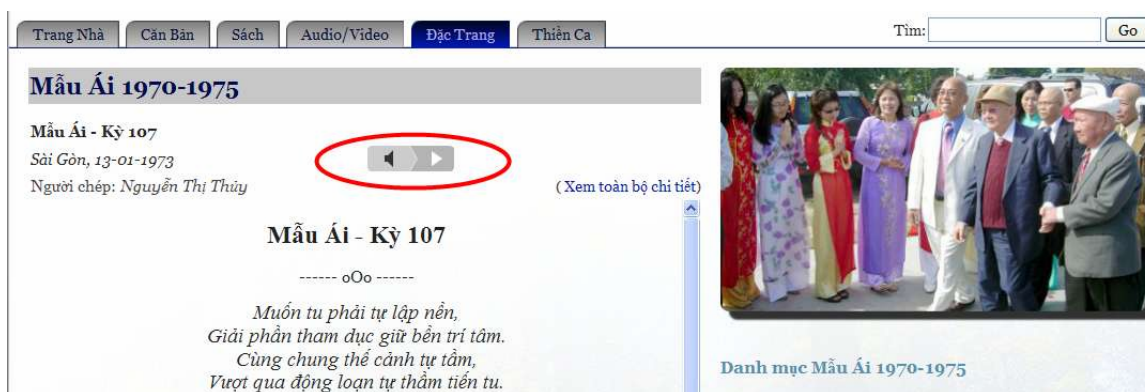 Trang Nhà Căn Bản Sách Audio/Video Đặc Trang Thiền Ca Tìm: Go
Mẫu Ái 1970-1975
Mẫu Ái - Kỳ 107
Sài Gòn, 13-01-1973
Người chép: Nguyễn Thị Thúy
( Xem toàn bộ chi tiết)
Mẫu Ái - Kỳ 107
------ oOo ------
Muốn tu phải tự lập nền,
Giải phần tham dục giữ bền trí tâm.
Cùng chung thế cảnh tự tầm,
Vượt qua động loạn tự thầm tiến tu.
Danh mục Mẫu Ái 1970-1975